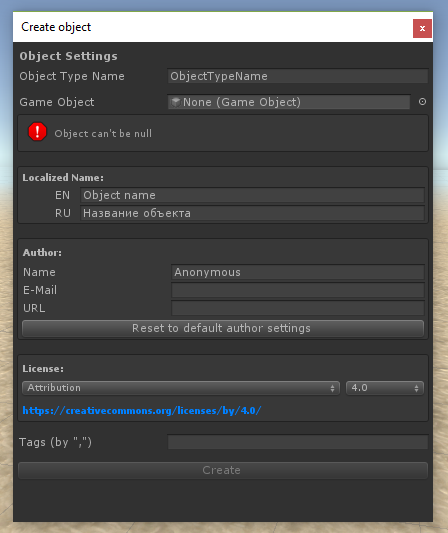 Create object
x
Object Settings
Object Type Name ObjectTypeName
Game Object None (Game Object)
Object can't be null
Localized Name:
EN Object name
RU Название объекта
Author:
Name Anonymous
E-Mail
URL
Reset to default author settings
License:
Attribution 4.0
https://creativecommons.org/licenses/by/4.0/
Tags (by ",")
Create